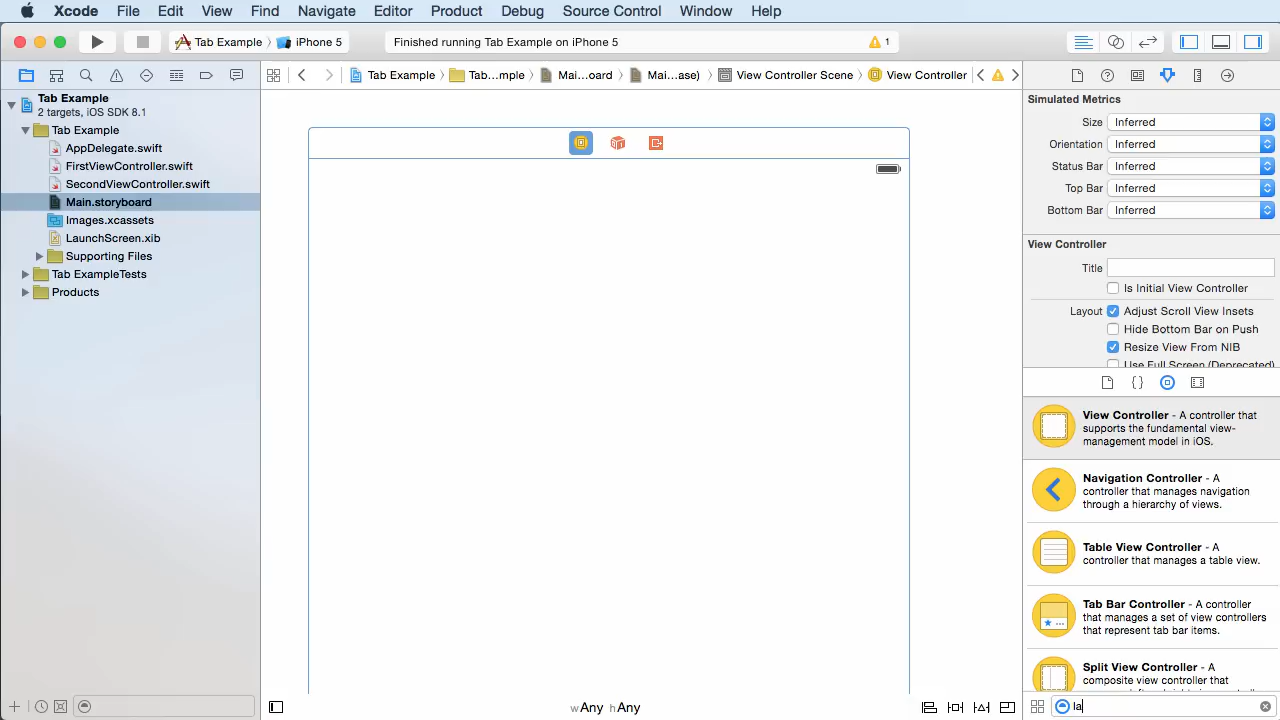 Xcode File Edit View Find Navigate Editor Product Debug Source Control Window Help
Tab Example iPhone 5
Finished running Tab Example on iPhone 5
1
Tab Example Tab...mple Mai...oard Mai...ase) View Controller Scene View Controller
Tab Example
2 targets, iOS SDK 8.1
Tab Example
AppDelegate.swift
FirstViewController.swift
SecondViewController.swift
Main.storyboard
Images.xcassets
LaunchScreen.xib
Supporting Files
Tab ExampleTests
Products
wAny hAny
Simulated Metrics
Size Inferred
Orientation Inferred
Status Bar Inferred
Top Bar Inferred
Bottom Bar Inferred
View Controller
Title
Is Initial View Controller
Layout Adjust Scroll View Insets
Hide Bottom Bar on Push
Resize View From NIB
Use Full Screen (Deprecated)
View Controller - A controller that
supports the fundamental view-
management model in iOS.
Navigation Controller - A
controller that manages navigation
through a hierarchy of views.
Table View Controller - A
controller that manages a table view.
Tab Bar Controller - A controller
that manages a set of view controllers
that represent tab bar items.
Split View Controller - A
composite view controller that
la